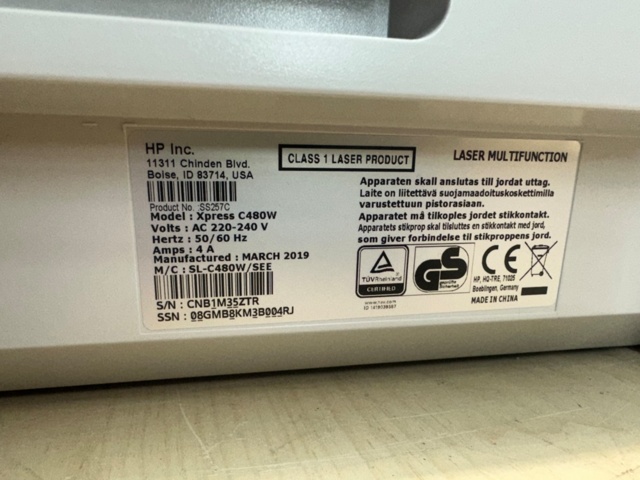 HP Inc.
11311 Chinden Blvd.
Boise, ID 83714, USA
Product No. SS257C
Model : Xpress C480W
Volts : AC 220-240 V
Hertz : 50/60 Hz
Amps : 4 A
Manufactured : MARCH 2019
M/C : SL-C480W/SEE
S/N : CNB1M35ZTR
SSN : 08GMB8KM3B004RJ
CLASS 1 LASER PRODUCT
LASER MULTIFUNCTION
Apparaten skall anslutas till jordat uttag.
Laite on liitettävä suojamaadoituskoskettimilla
varustettuun pistorasiaan.
Apparatet må tilkoples jordet stikkontakt.
Apparatets stikprop skal tilsluttes en stikkontakt med jord,
som giver forbindelse til stikproppens jord.
TÜVRheinland
CERTIFIED
GS
geprüfte
Sicherheit
CE
HP, HQ-TRE, 71025
Boeblingen, Germany
MADE IN CHINA